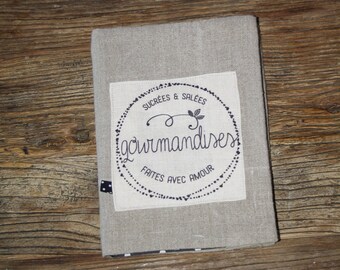 SUCRÉES & SALÉES
gourmandises
FAITES AVEC AMOUR